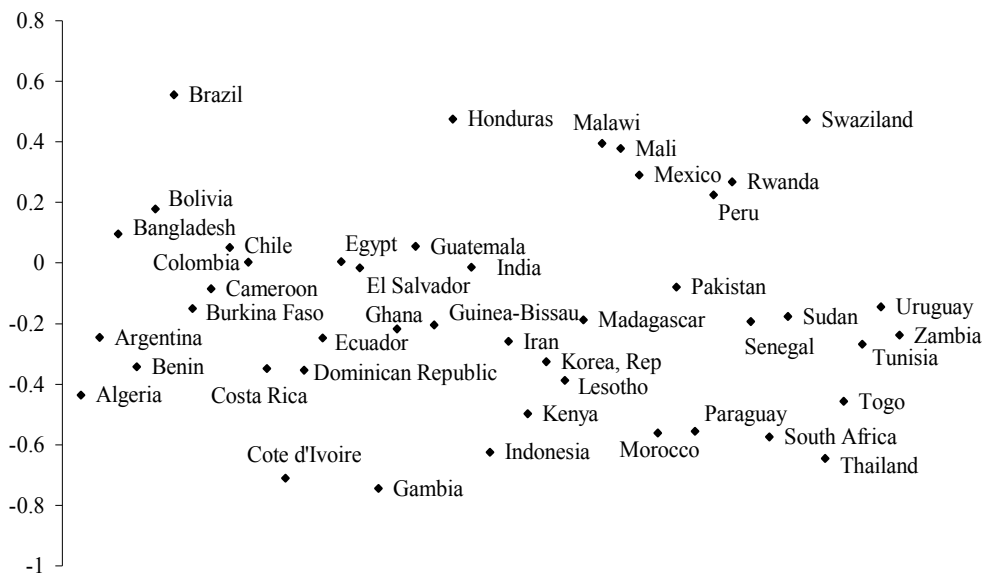 0.8
Brazil
0.6
Honduras
Swaziland
Malawi
0.4
Mali
Mexico
Rwanda
Bolivia
0.2
Peru
Bangladesh
Chile
Egypt
Guatemala
0
Colombia
India
El Salvador
Cameroon
Pakistan
Burkina Faso
Ghana
Guinea-Bissau
Madagascar
Sudan
Uruguay
-0.2
Argentina
Ecuador
Iran
Senegal
Zambia
Tunisia
Benin
Dominican Republic
Korea, Rep
Lesotho
-0.4
Algeria
Costa Rica
Togo
Kenya
Paraguay
-0.6
Cote d'Ivoire
Indonesia
Morocco
South Africa
Thailand
Gambia
-0.8
-1